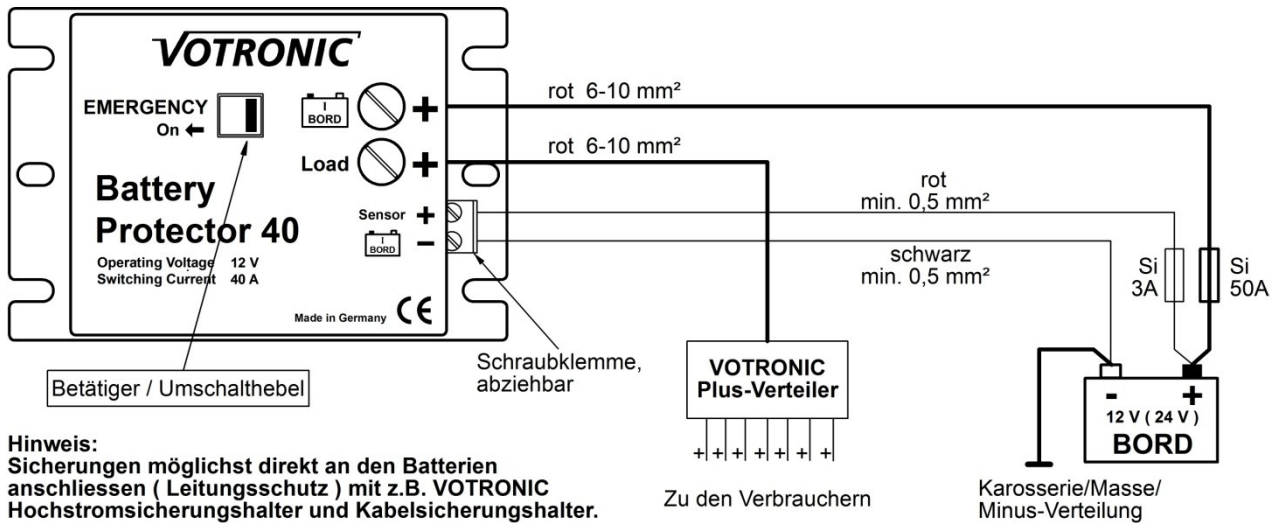 VOTRONIC
EMERGENCY
On
I
BORD
+
Load
+
Battery
Protector 40
Sensor +
I
BORD
−
Operating Voltage 12 V
Switching Current 40 A
Made in Germany CE
rot 6-10 mm²
rot 6-10 mm²
rot
min. 0,5 mm²
schwarz
min. 0,5 mm²
Si
3A
Si
50A
Betätiger / Umschalthebel
Schraubklemme,
abziehbar
VOTRONIC
Plus-Verteiler
+ + + + + + +
Zu den Verbrauchern
- +
12 V ( 24 V )
BORD
Karosserie/Masse/
Minus-Verteilung
Hinweis:
Sicherungen möglichst direkt an den Batterien
anschliessen ( Leitungsschutz ) mit z.B. VOTRONIC
Hochstromsicherungshalter und Kabelsicherungshalter.